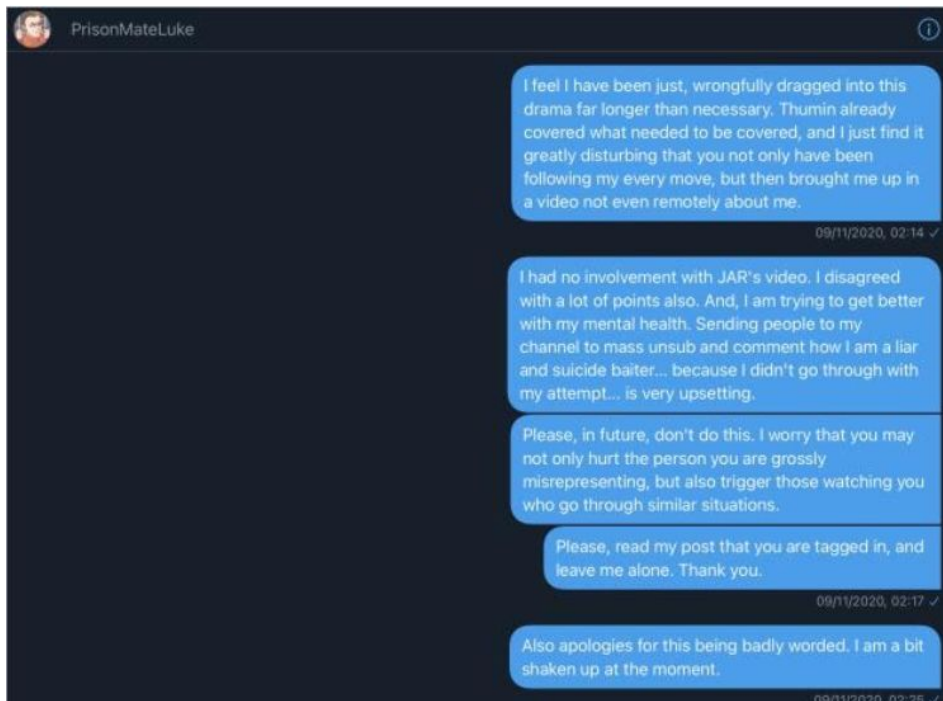 PrisonMateLuke
I feel I have been just, wrongfully dragged into this
drama far longer than necessary. Thumin already
covered what needed to be covered, and I just find it
greatly disturbing that you not only have been
following my every move, but then brought me up in
a video not even remotely about me.
09/11/2020, 02:14
I had no involvement with JAR's video. I disagreed
with a lot of points also. And, I am trying to get better
with my mental health. Sending people to my
channel to mass unsub and comment how I am a liar
and suicide baiter... because I didn't go through with
my attempt... is very upsetting.
Please, in future, don't do this. I worry that you may
not only hurt the person you are grossly
misrepresenting, but also trigger those watching you
who go through similar situations.
Please, read my post that you are tagged in, and
leave me alone. Thank you.
09/11/2020, 02:17
Also apologies for this being badly worded. I am a bit
shaken up at the moment.
09/11/2020, 02:25